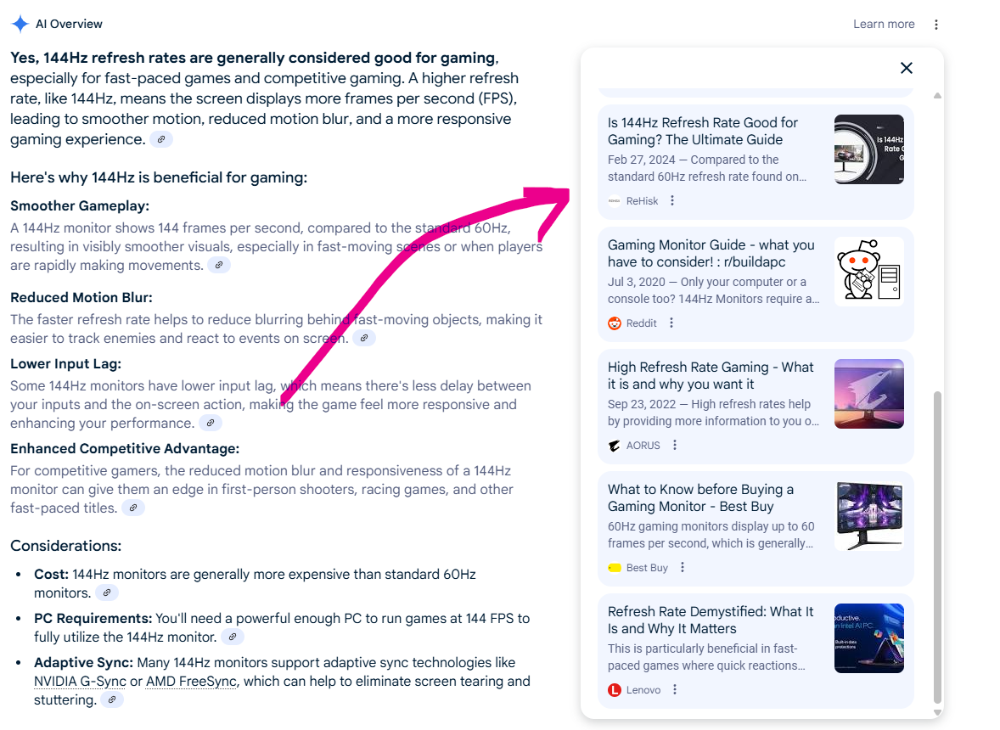 AI Overview
Learn more
Yes, 144Hz refresh rates are generally considered good for gaming,
especially for fast-paced games and competitive gaming. A higher refresh
rate, like 144Hz, means the screen displays more frames per second (FPS),
leading to smoother motion, reduced motion blur, and a more responsive
gaming experience.
Here's why 144Hz is beneficial for gaming:
Smoother Gameplay:
A 144Hz monitor shows 144 frames per second, compared to the standard 60Hz,
resulting in visibly smoother visuals, especially in fast-moving scenes or when players
are rapidly making movements.
Reduced Motion Blur:
The faster refresh rate helps to reduce blurring behind fast-moving objects, making it
easier to track enemies and react to events on screen.
Lower Input Lag:
Some 144Hz monitors have lower input lag, which means there's less delay between
your inputs and the on-screen action, making the game feel more responsive and
enhancing your performance.
Enhanced Competitive Advantage:
For competitive gamers, the reduced motion blur and responsiveness of a 144Hz
monitor can give them an edge in first-person shooters, racing games, and other
fast-paced titles.
Considerations:
• Cost: 144Hz monitors are generally more expensive than standard 60Hz
monitors.
• PC Requirements: You'll need a powerful enough PC to run games at 144 FPS to
fully utilize the 144Hz monitor.
• Adaptive Sync: Many 144Hz monitors support adaptive sync technologies like
NVIDIA G-Sync or AMD FreeSync, which can help to eliminate screen tearing and
stuttering.
Is 144Hz Refresh Rate Good for
Gaming? The Ultimate Guide
Feb 27, 2024 — Compared to the
standard 60Hz refresh rate found on...
ReHisk
Is 144Hz
Rate
Gaming Monitor Guide - what you
have to consider! : r/buildapc
Jul 3, 2020 — Only your computer or a
console too? 144Hz Monitors require a...
Reddit
High Refresh Rate Gaming - What
it is and why you want it
Sep 23, 2022 — High refresh rates help
by providing more information to you o...
AORUS
What to Know before Buying a
Gaming Monitor - Best Buy
60Hz gaming monitors display up to 60
frames per second, which is generally...
Best Buy
Refresh Rate Demystified: What It
Is and Why It Matters
This is particularly beneficial in fast-
paced games where quick reactions...
L Lenovo
oductive.
an Intel AI PC.
Built-in data
protections